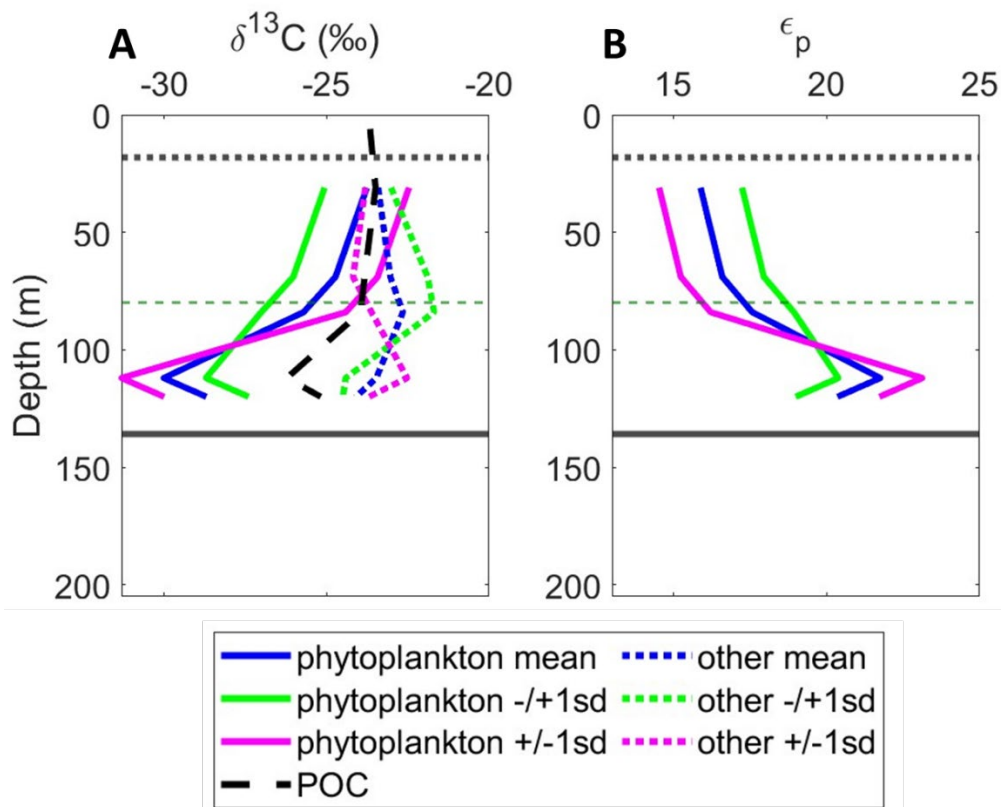 A δ¹³C (‰) B ϵₚ
-30 -25 -20 15 20 25
0 0
50 50
100 100
150 150
200 200
Depth (m)
phytoplankton mean other mean
phytoplankton -/+1sd other -/+1sd
phytoplankton +/-1sd other +/-1sd
POC